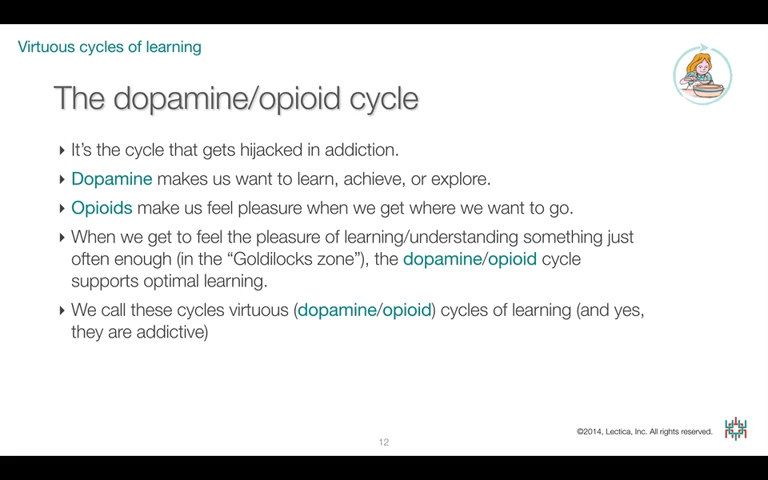 Virtuous cycles of learning
The dopamine/opioid cycle
It’s the cycle that gets hijacked in addiction.
Dopamine makes us want to learn, achieve, or explore.
Opioids make us feel pleasure when we get where we want to go.
When we get to feel the pleasure of learning/understanding something just
often enough (in the “Goldilocks zone”), the dopamine/opioid cycle
supports optimal learning.
We call these cycles virtuous (dopamine/opioid) cycles of learning (and yes,
they are addictive)
©2014, Lectica, Inc. All rights reserved.
12